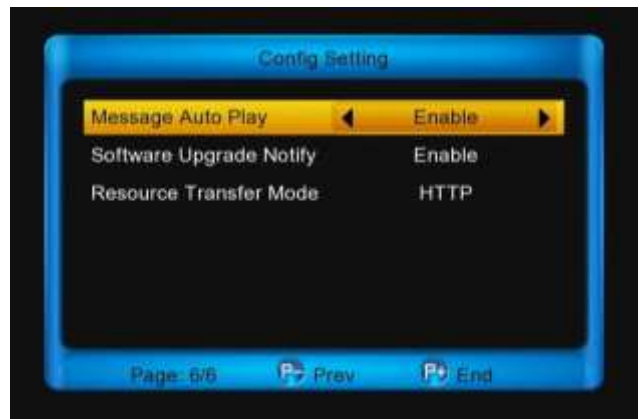 Config Setting
Message Auto Play Enable
Software Upgrade Notify Enable
Resource Transfer Mode HTTP
Page: 6/6 P- Prev P+ End